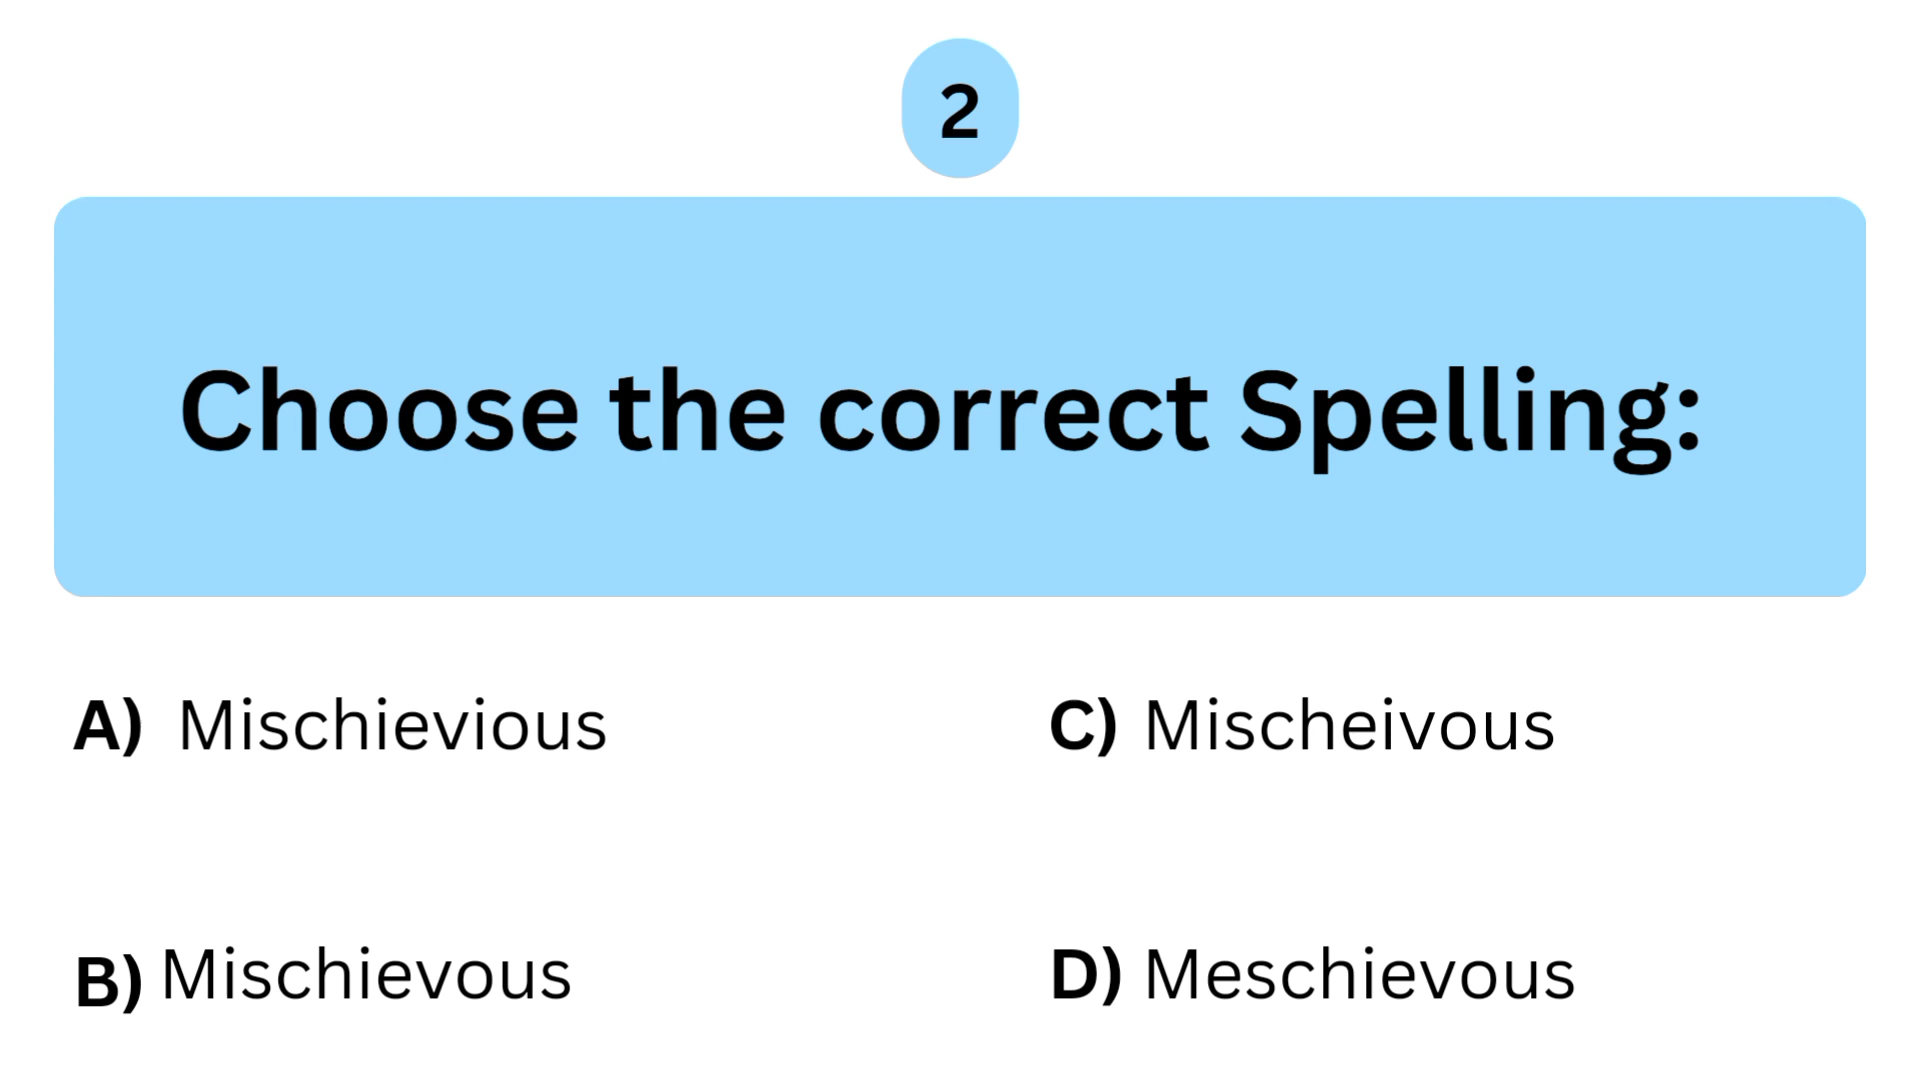 2
Choose the correct Spelling:
A) Mischievious
C) Mischeivous
B) Mischievous
D) Meschievous